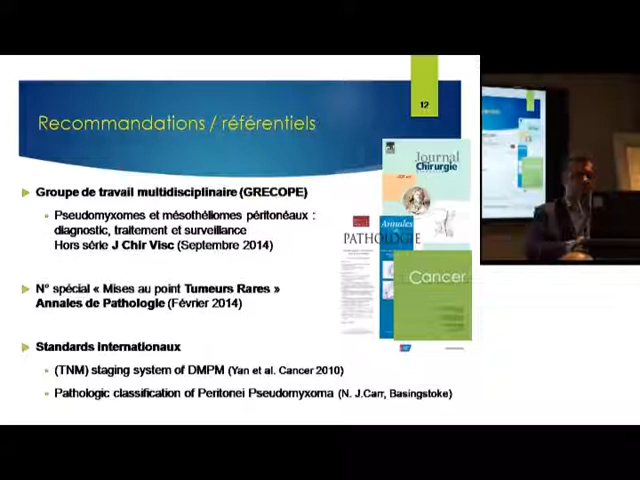 12
Recommandations / référentiels
Groupe de travail multidisciplinaire (GRECOPE)
Pseudomyxomes et mésothéliomes péritonéaux :
diagnostic, traitement et surveillance
Hors série J Chir Visc (Septembre 2014)
N° spécial « Mises au point Tumeurs Rares »
Annales de Pathologie (Février 2014)
Standards internationaux
(TNM) staging system of DMPM (Yan et al. Cancer 2010)
Pathologic classification of Peritonei Pseudomyxoma (N. J.Carr, Basingstoke)
Journal
Chirurgie
Annales
PATHOLOGIE
Cancer